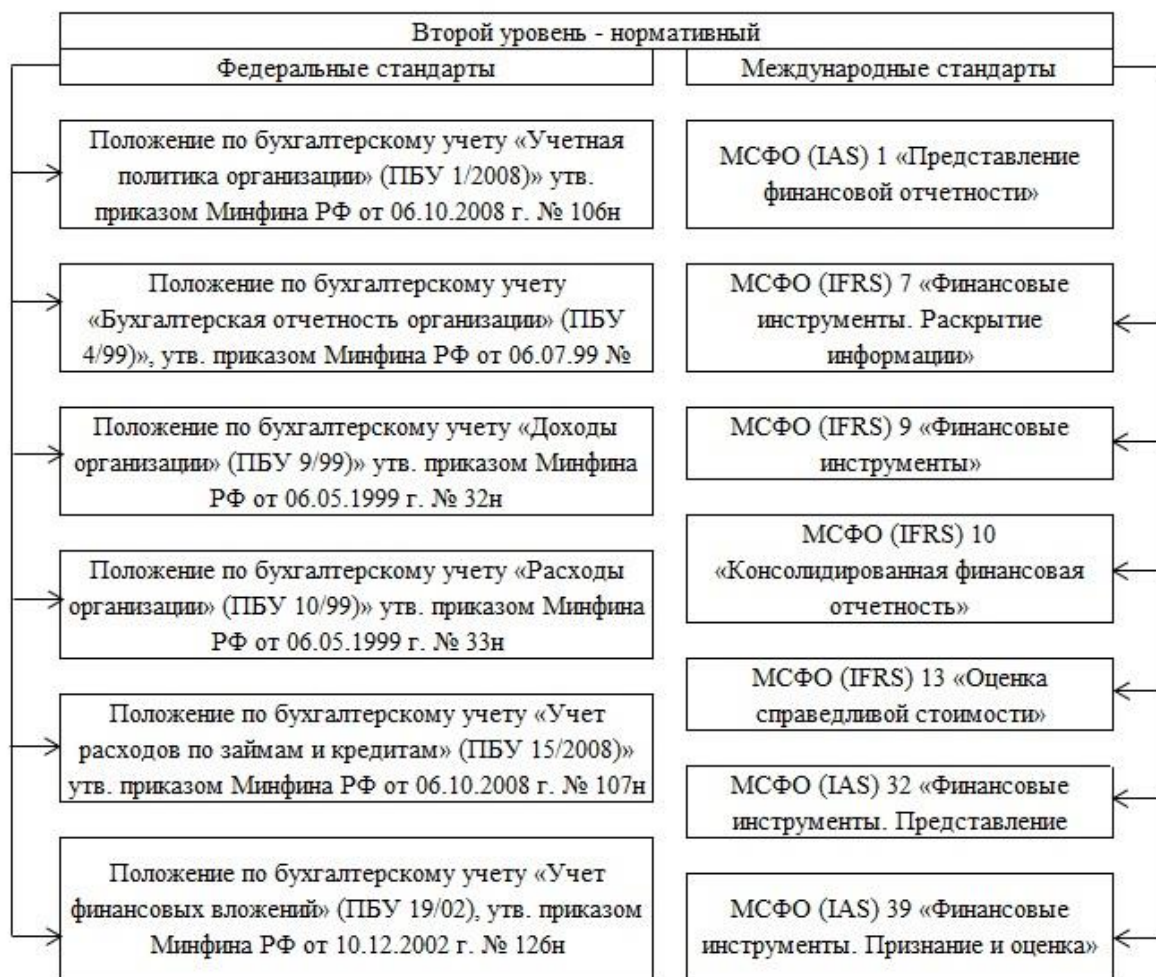 Второй уровень - нормативный
Федеральные стандарты
Международные стандарты
Положение по бухгалтерскому учету «Учетная
политика организации» (ПБУ 1/2008)» утв.
приказом Минфина РФ от 06.10.2008 г. № 106н
Положение по бухгалтерскому учету
«Бухгалтерская отчетность организации» (ПБУ
4/99)», утв. приказом Минфина РФ от 06.07.99 №
Положение по бухгалтерскому учету «Доходы
организации» (ПБУ 9/99)» утв. приказом Минфина
РФ от 06.05.1999 г. № 32н
Положение по бухгалтерскому учету «Расходы
организации» (ПБУ 10/99)» утв. приказом Минфина
РФ от 06.05.1999 г. № 33н
Положение по бухгалтерскому учету «Учет
расходов по займам и кредитам» (ПБУ 15/2008)»
утв. приказом Минфина РФ от 06.10.2008 г. № 107н
Положение по бухгалтерскому учету «Учет
финансовых вложений» (ПБУ 19/02), утв. приказом
Минфина РФ от 10.12.2002 г. № 126н
МСФО (IAS) 1 «Представление
финансовой отчетности»
МСФО (IFRS) 7 «Финансовые
инструменты. Раскрытие
информации»
МСФО (IFRS) 9 «Финансовые
инструменты»
МСФО (IFRS) 10
«Консолидированная финансовая
отчетность»
МСФО (IFRS) 13 «Оценка
справедливой стоимости»
МСФО (IAS) 32 «Финансовые
инструменты. Представление
МСФО (IAS) 39 «Финансовые
инструменты. Признание и оценка»